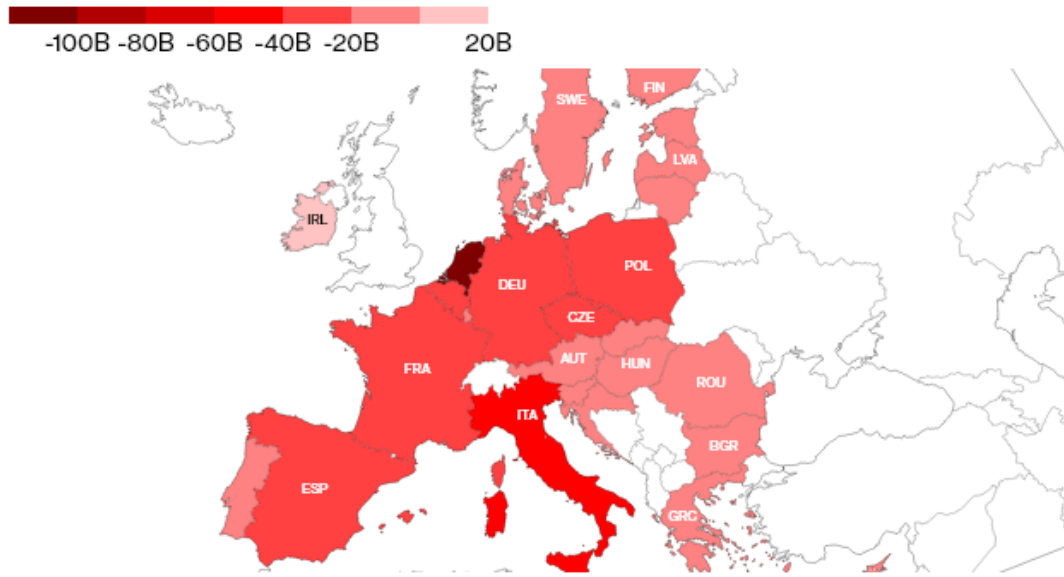 -100B -80B -60B -40B -20B 20B
FIN
SWE
LVA
IRL
POL
DEU
CZE
AUT
HUN
FRA
ROU
ITA
BGR
ESP
GRC